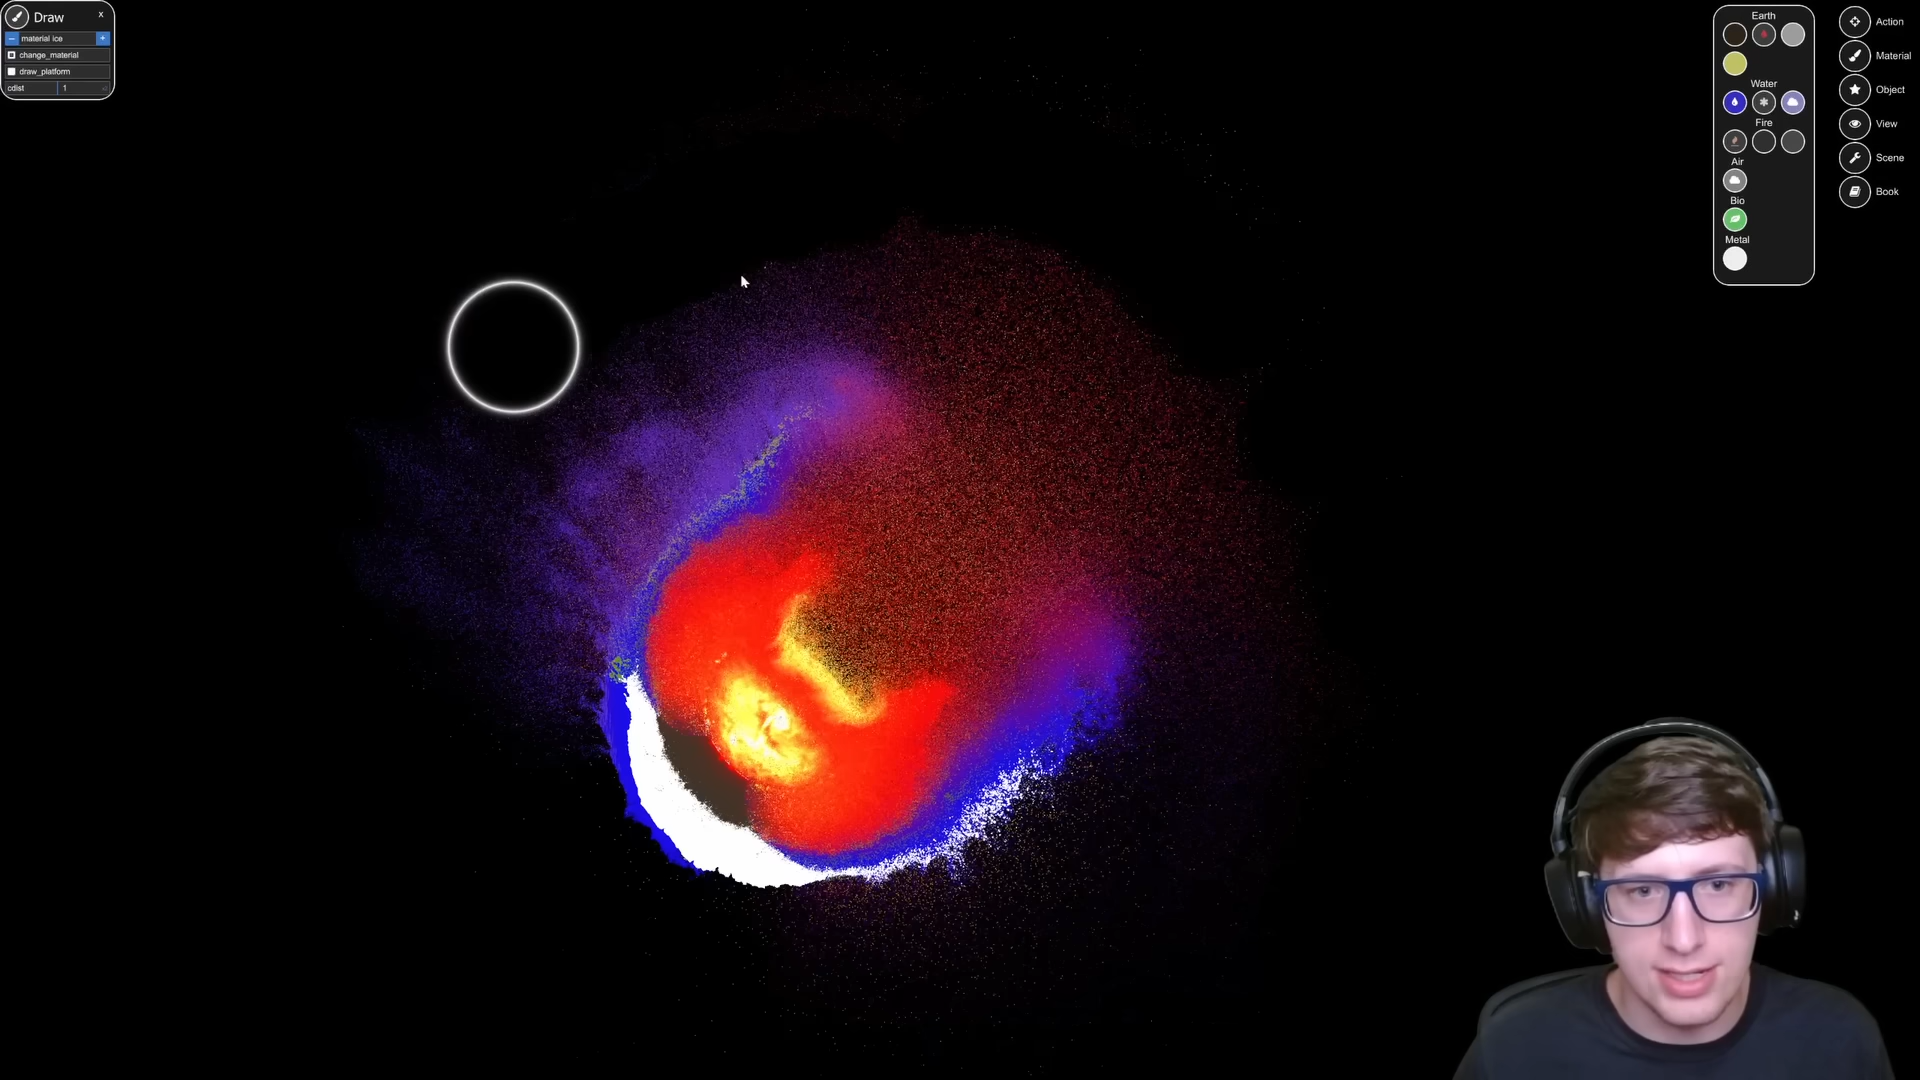 Draw
x
material ice
+
change_material
draw_platform
cdist
1
Earth
Water
Fire
Air
Bio
Metal
Action
Material
Object
View
Scene
Book